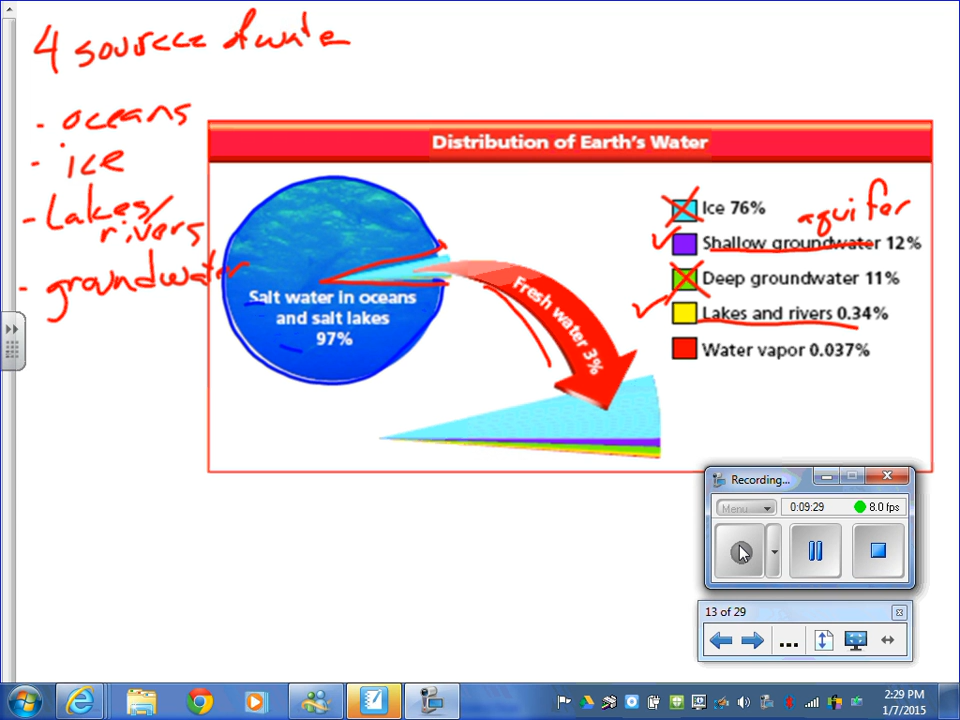 4 sources of water
- oceans
- ice
- Lakes/
rivers
- groundwater
Distribution of Earth's Water
Salt water in oceans
and salt lakes
97%
Fresh water 3%
Ice 76%
aquifer
Shallow groundwater 12%
Deep groundwater 11%
Lakes and rivers 0.34%
Water vapor 0.037%
Recording...
Menu
0:09:29
8.0 fps
13 of 29
...
2:29 PM
1/7/2015